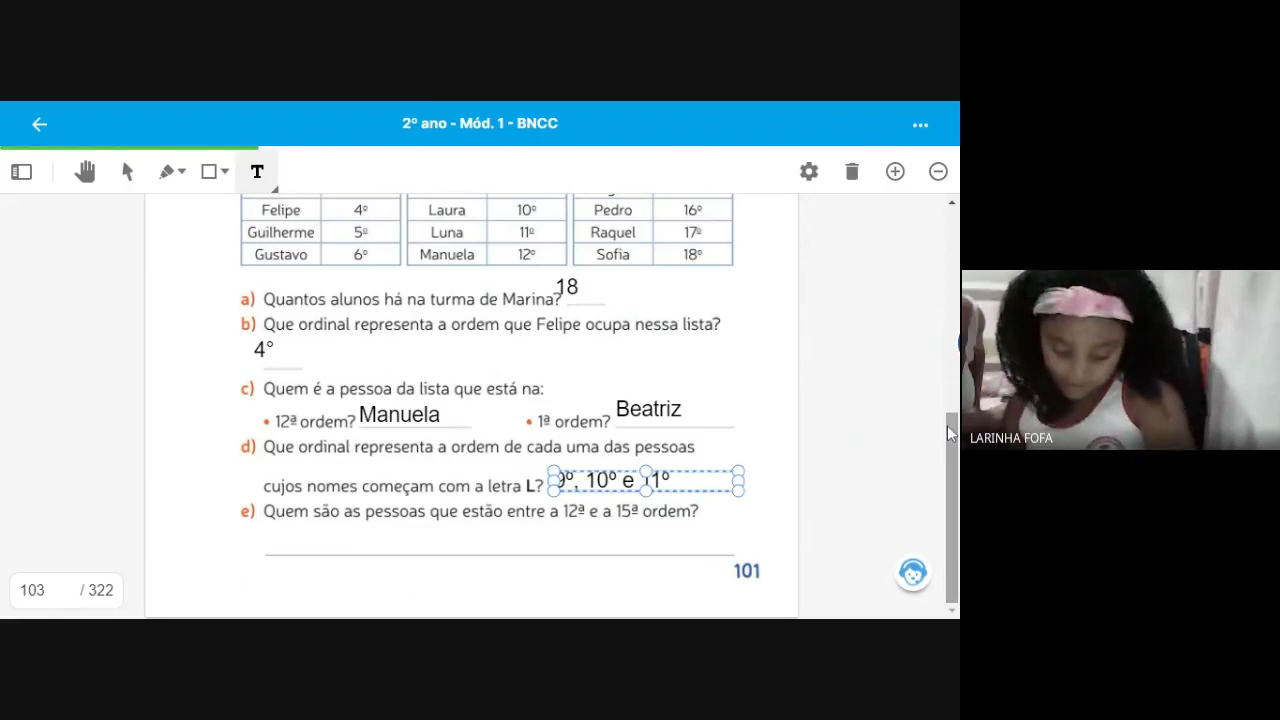 2º ano - Mód. 1 - BNCC
T
Felipe 4º Laura 10º Pedro 16º
Guilherme 5º Luna 11º Raquel 17º
Gustavo 6º Manuela 12º Sofia 18º
a) Quantos alunos há na turma de Marina? 18
b) Que ordinal representa a ordem que Felipe ocupa nessa lista?
4°
c) Quem é a pessoa da lista que está na:
• 12ª ordem? Manuela • 1ª ordem? Beatriz
d) Que ordinal representa a ordem de cada uma das pessoas
cujos nomes começam com a letra L? 9º, 10º e 11º
e) Quem são as pessoas que estão entre a 12ª e a 15ª ordem?
101
103 / 322
LARINHA FOFA